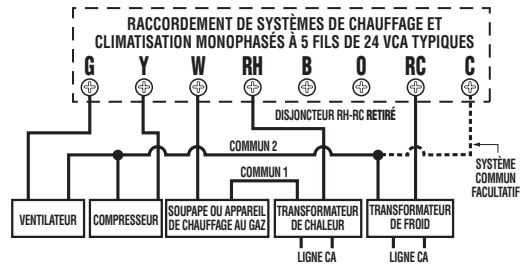 RACCORDEMENT DE SYSTÈMES DE CHAUFFAGE ET
CLIMATISATION MONOPHASÉS À 5 FILS DE 24 VCA TYPIQUES
G Y W RH B O RC C
DISJONCTEUR RH-RC RETIRÉ
COMMUN 2
COMMUN 1
SYSTÈME
COMMUN
FACULTATIF
VENTILATEUR
COMPRESSEUR
SOUPAPE OU APPAREIL
DE CHAUFFAGE AU GAZ
TRANSFORMATEUR
DE CHALEUR
TRANSFORMATEUR
DE FROID
LIGNE CA
LIGNE CA